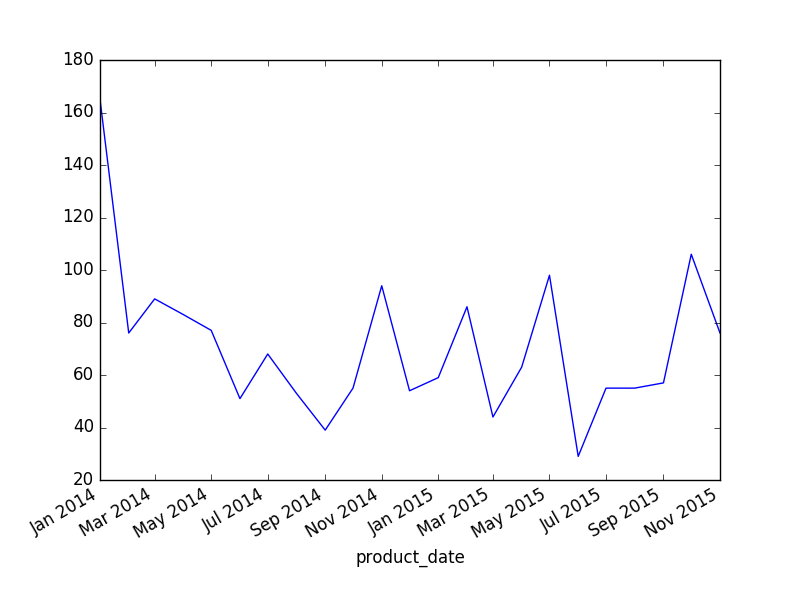 180
160
140
120
100
80
60
40
20
Jan 2014
Mar 2014
May 2014
Jul 2014
Sep 2014
Nov 2014
Jan 2015
Mar 2015
May 2015
Jul 2015
Sep 2015
Nov 2015
product_date